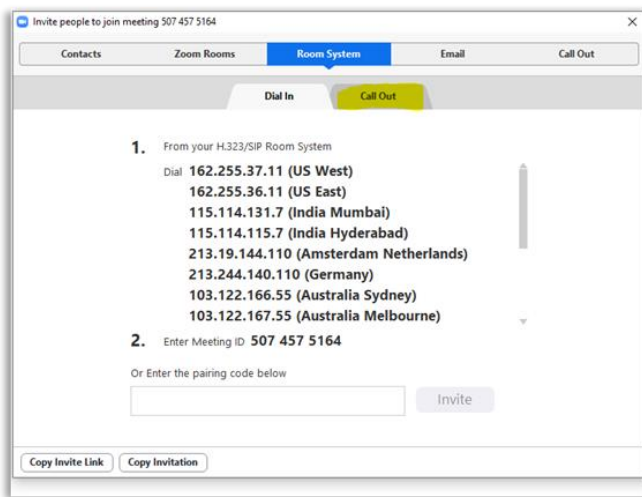 Invite people to join meeting 507 457 5164
Contacts Zoom Rooms Room System Email Call Out
Dial In Call Out
1. From your H.323/SIP Room System
Dial 162.255.37.11 (US West)
162.255.36.11 (US East)
115.114.131.7 (India Mumbai)
115.114.115.7 (India Hyderabad)
213.19.144.110 (Amsterdam Netherlands)
213.244.140.110 (Germany)
103.122.166.55 (Australia Sydney)
103.122.167.55 (Australia Melbourne)
2. Enter Meeting ID 507 457 5164
Or Enter the pairing code below
Invite
Copy Invite Link Copy Invitation